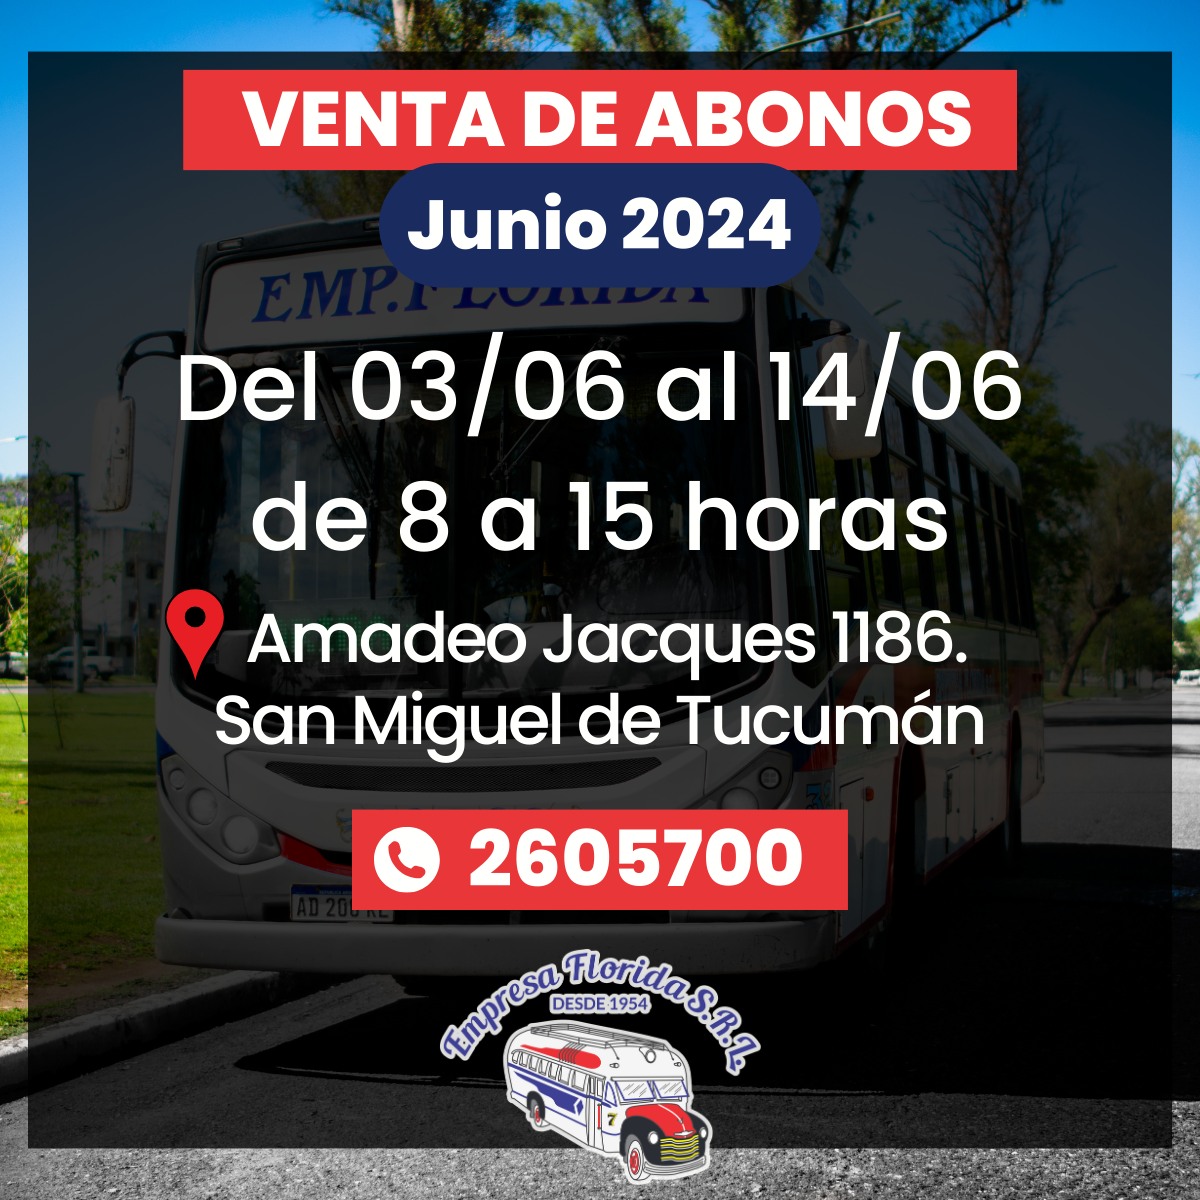 VENTA DE ABONOS
Junio 2024
EMP. FLORIDA
Del 03/06 al 14/06
de 8 a 15 horas
Amadeo Jacques 1186.
San Miguel de Tucumán
2605700
Empresa Florida S.R.L.
DESDE 1954
7